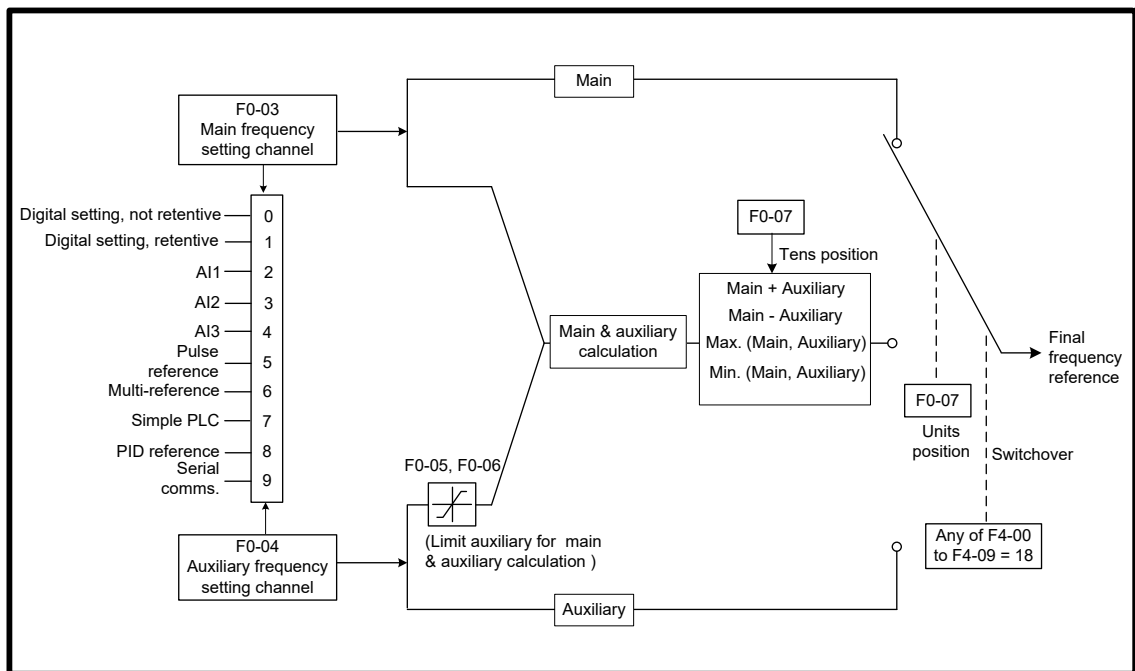 Main
F0-03
Main frequency
setting channel
Digital setting, not retentive
0
Digital setting, retentive
1
AI1
2
AI2
3
AI3
4
Pulse
reference
5
Multi-reference
6
Simple PLC
7
PID reference
8
Serial
comms.
9
F0-04
Auxiliary frequency
setting channel
F0-05, F0-06
(Limit auxiliary for main
& auxiliary calculation )
Auxiliary
Main & auxiliary
calculation
F0-07
Tens position
Main + Auxiliary
Main - Auxiliary
Max. (Main, Auxiliary)
Min. (Main, Auxiliary)
F0-07
Units
position
Switchover
Any of F4-00
to F4-09 = 18
Final
frequency
reference